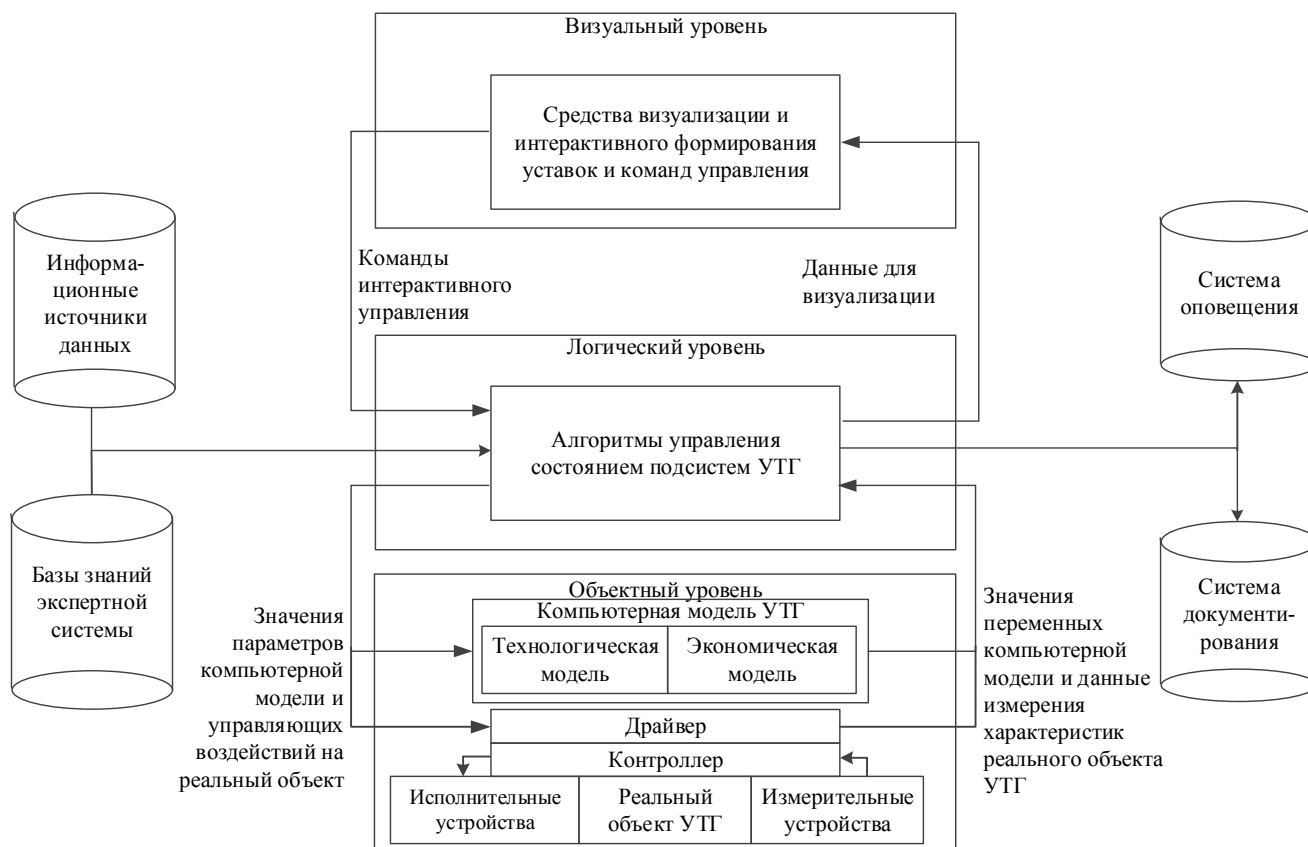 Визуальный уровень
Средства визуализации и
интерактивного формирования
уставок и команд управления
Информа-
ционные
источники
данных
Команды
интерактивного
управления
Данные для
визуализации
Система
оповещения
Логический уровень
Алгоритмы управления
состоянием подсистем УТГ
Базы знаний
экспертной
системы
Система
документи-
рования
Значения
параметров
компьютерной
модели и
управляющих
воздействий на
реальный объект
Объектный уровень
Компьютерная модель УТГ
Технологическая
модель
Экономическая
модель
Драйвер
Контроллер
Исполнительные
устройства
Реальный
объект УТГ
Измерительные
устройства
Значения
переменных
компьютерной
модели и данные
измерения
характеристик
реального объекта
УТГ